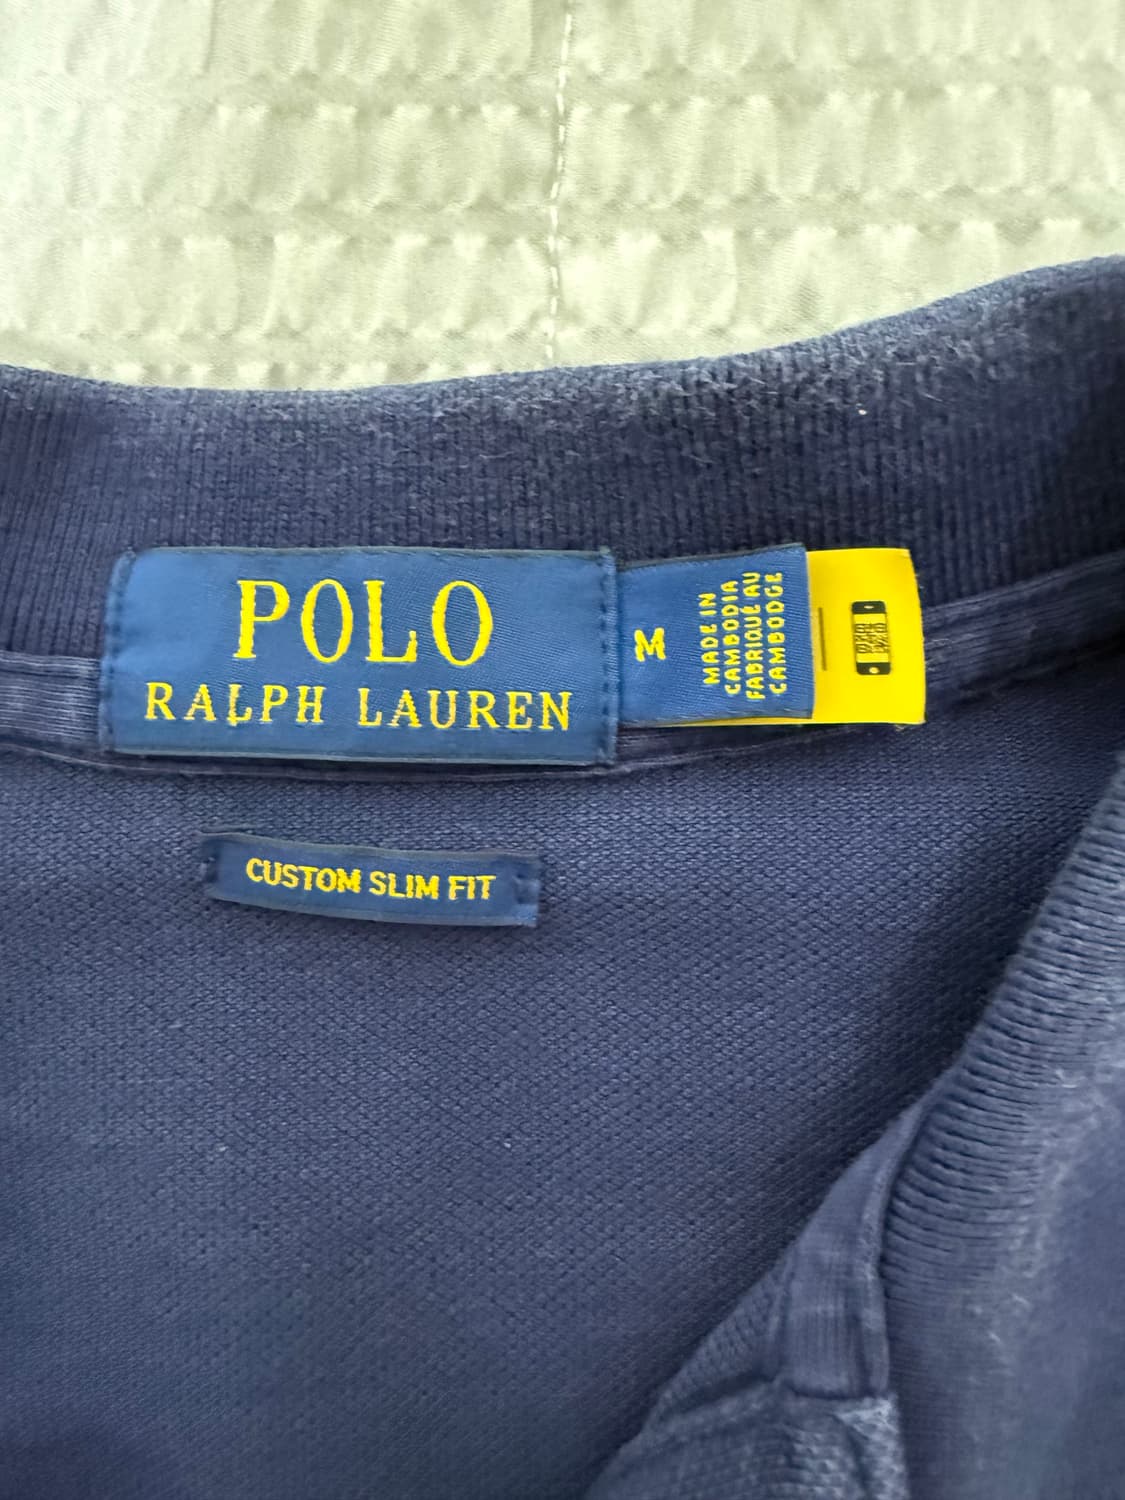 POLO
RALPH LAUREN
M
MADE IN
CAMBODIA
FABRIQUÉ AU
CAMBODGE
CUSTOM SLIM FIT